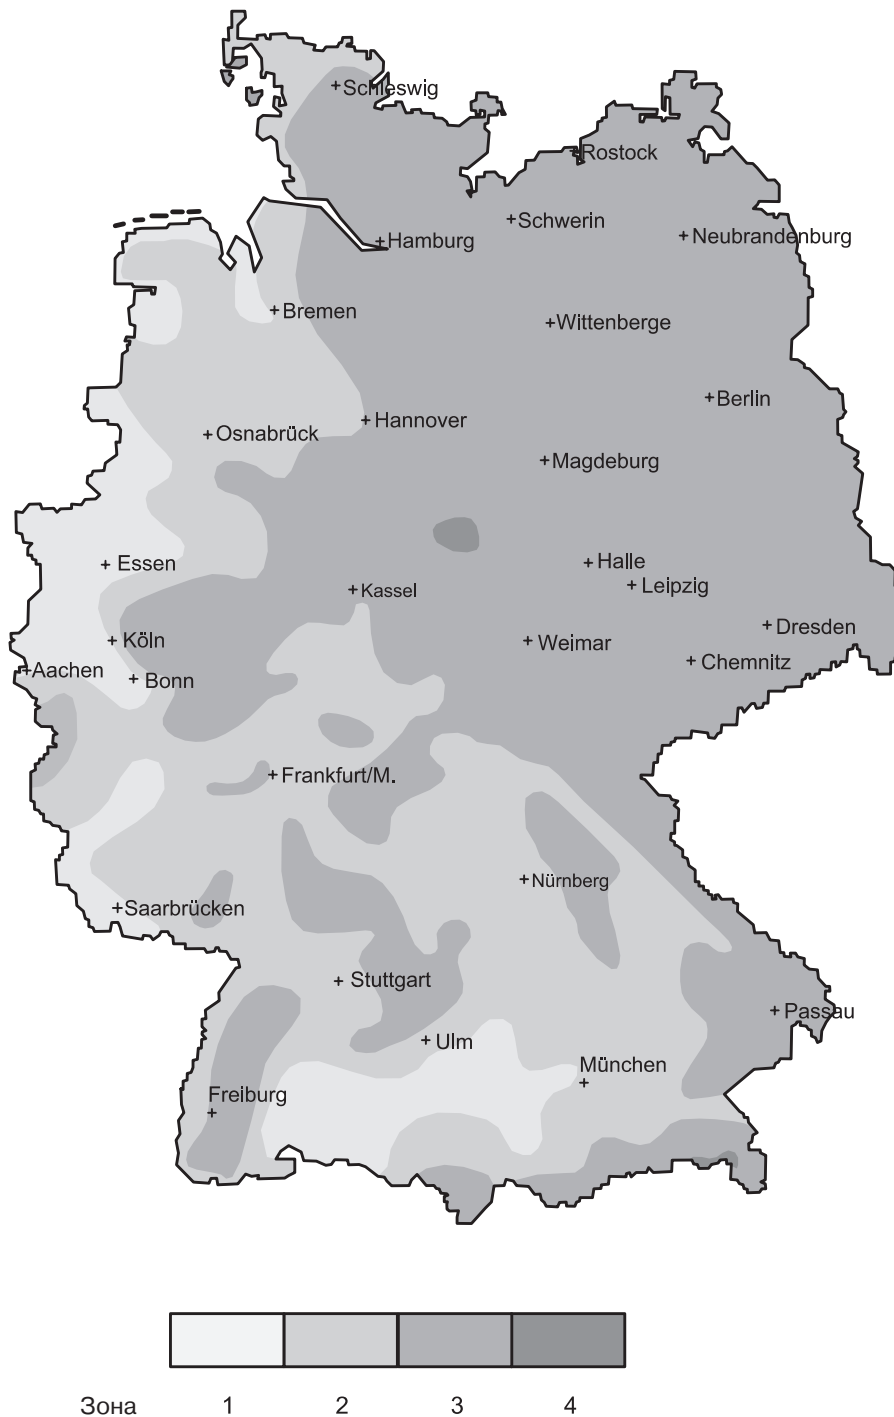 Schleswig
Rostock
Schwerin
Neubrandenburg
Hamburg
Bremen
Wittenberge
Berlin
Hannover
Osnabrück
Magdeburg
Essen
Halle
Leipzig
Kassel
Dresden
Köln
Weimar
Chemnitz
Aachen
Bonn
Frankfurt/M.
Nürnberg
Saarbrücken
Stuttgart
Passau
Ulm
München
Freiburg
Зона 1 2 3 4